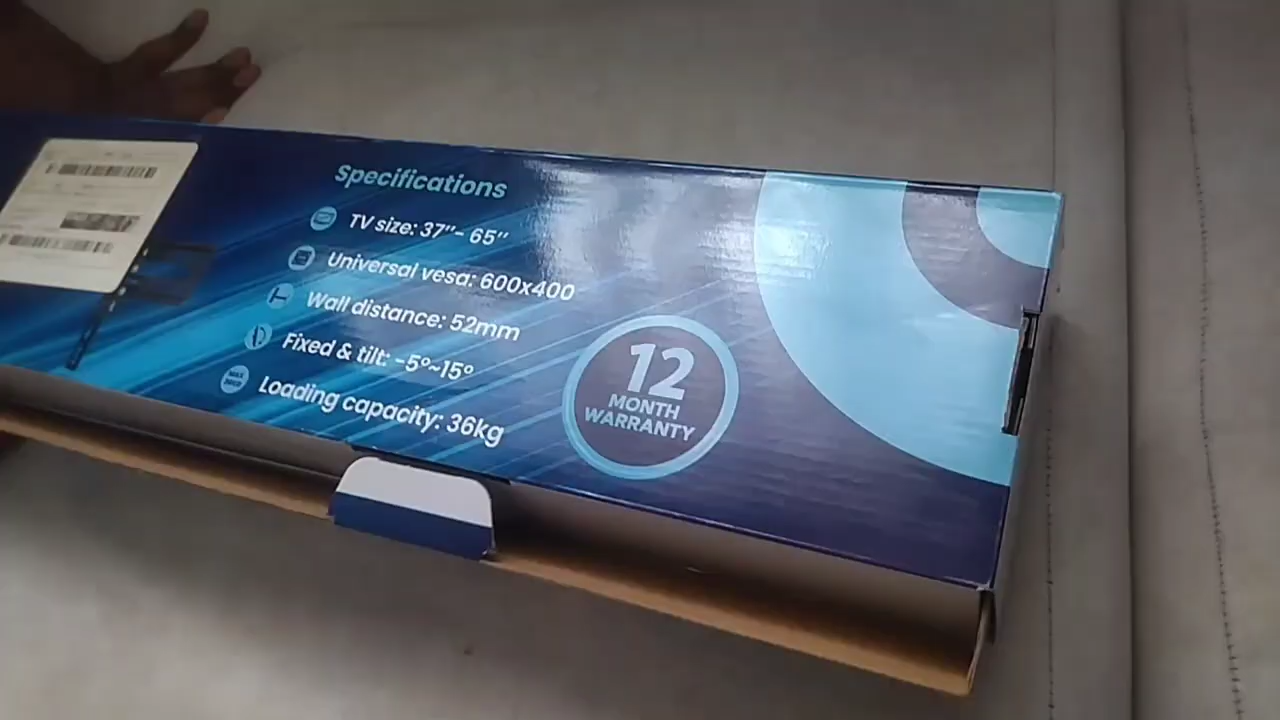 Specifications
TV size: 37"- 65"
Universal vesa: 600x400
Wall distance: 52mm
Fixed & tilt: -5°~15°
Loading capacity: 36kg
12
MONTH
WARRANTY